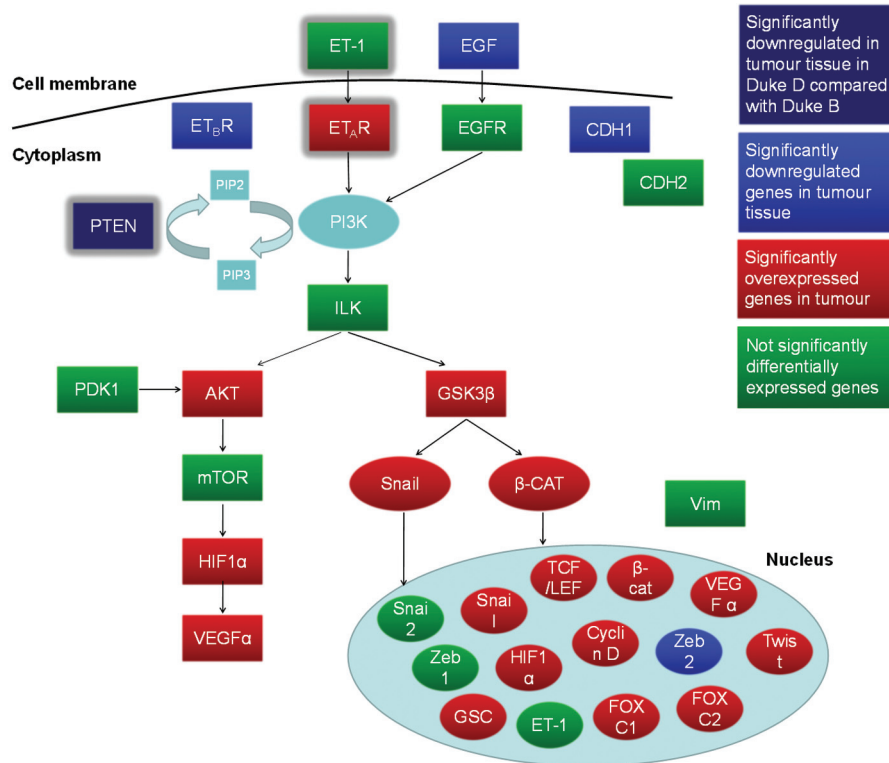 ET-1
EGF
Cell membrane
ET_BR
ET_AR
EGFR
CDH1
Cytoplasm
CDH2
PIP2
PTEN
PI3K
PIP3
ILK
PDK1
AKT
GSK3β
mTOR
Snail
β-CAT
Vim
HIF1α
VEGFα
Nucleus
TCF
/LEF
β-
cat
VEG
F α
Snai
2
Snai
l
Cycli
n D
Zeb
2
Twis
t
Zeb
1
HIF1
α
GSC
ET-1
FOX
C1
FOX
C2
Significantly
downregulated in
tumour tissue in
Duke D compared
with Duke B
Significantly
downregulated
genes in tumour
tissue
Significantly
overexpressed
genes in tumour
Not significantly
differentially
expressed genes